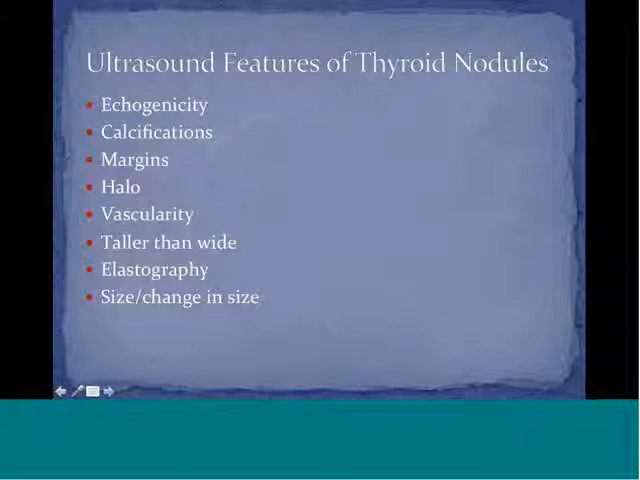 Ultrasound Features of Thyroid Nodules
Echogenicity
Calcifications
Margins
Halo
Vascularity
Taller than wide
Elastography
Size/change in size